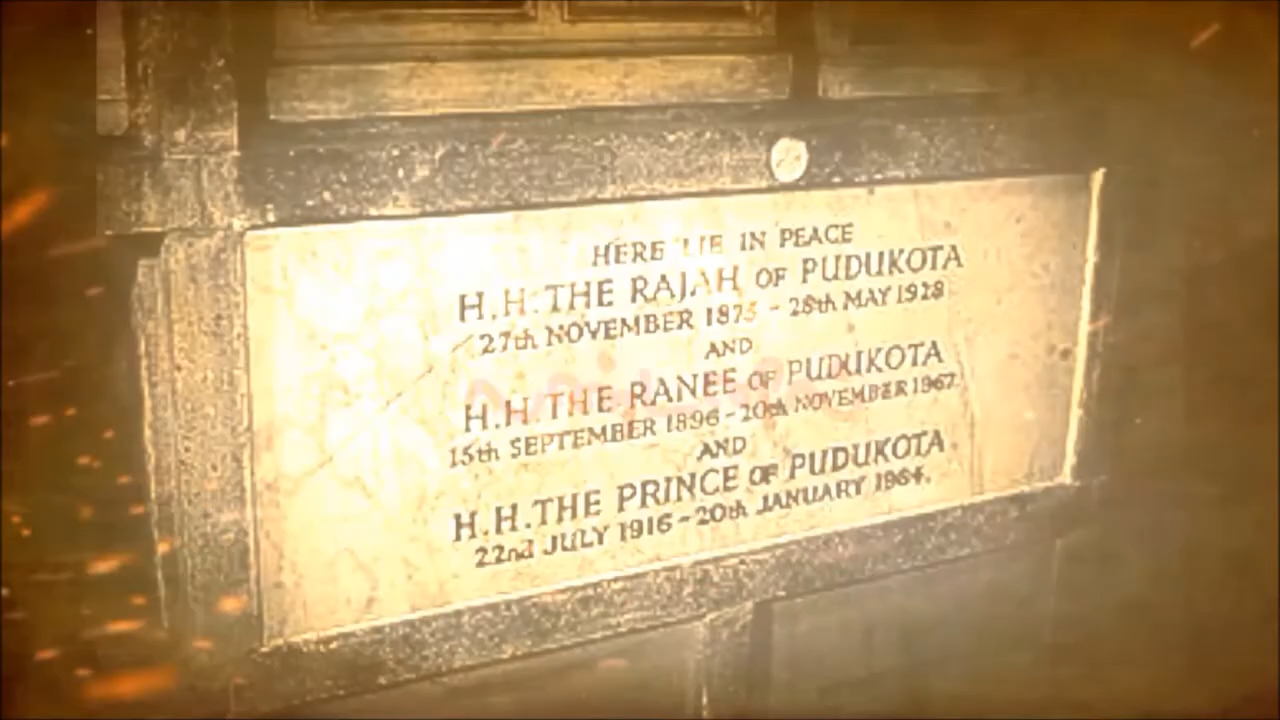 HERE LIE IN PEACE
H.H. THE RAJAH OF PUDUKOTA
27th NOVEMBER 1875 - 28th MAY 1928
AND
H.H. THE RANEE OF PUDUKOTA
15th SEPTEMBER 1896 - 20th NOVEMBER 1967
AND
H.H. THE PRINCE OF PUDUKOTA
22nd JULY 1916 - 20th JANUARY 1964.